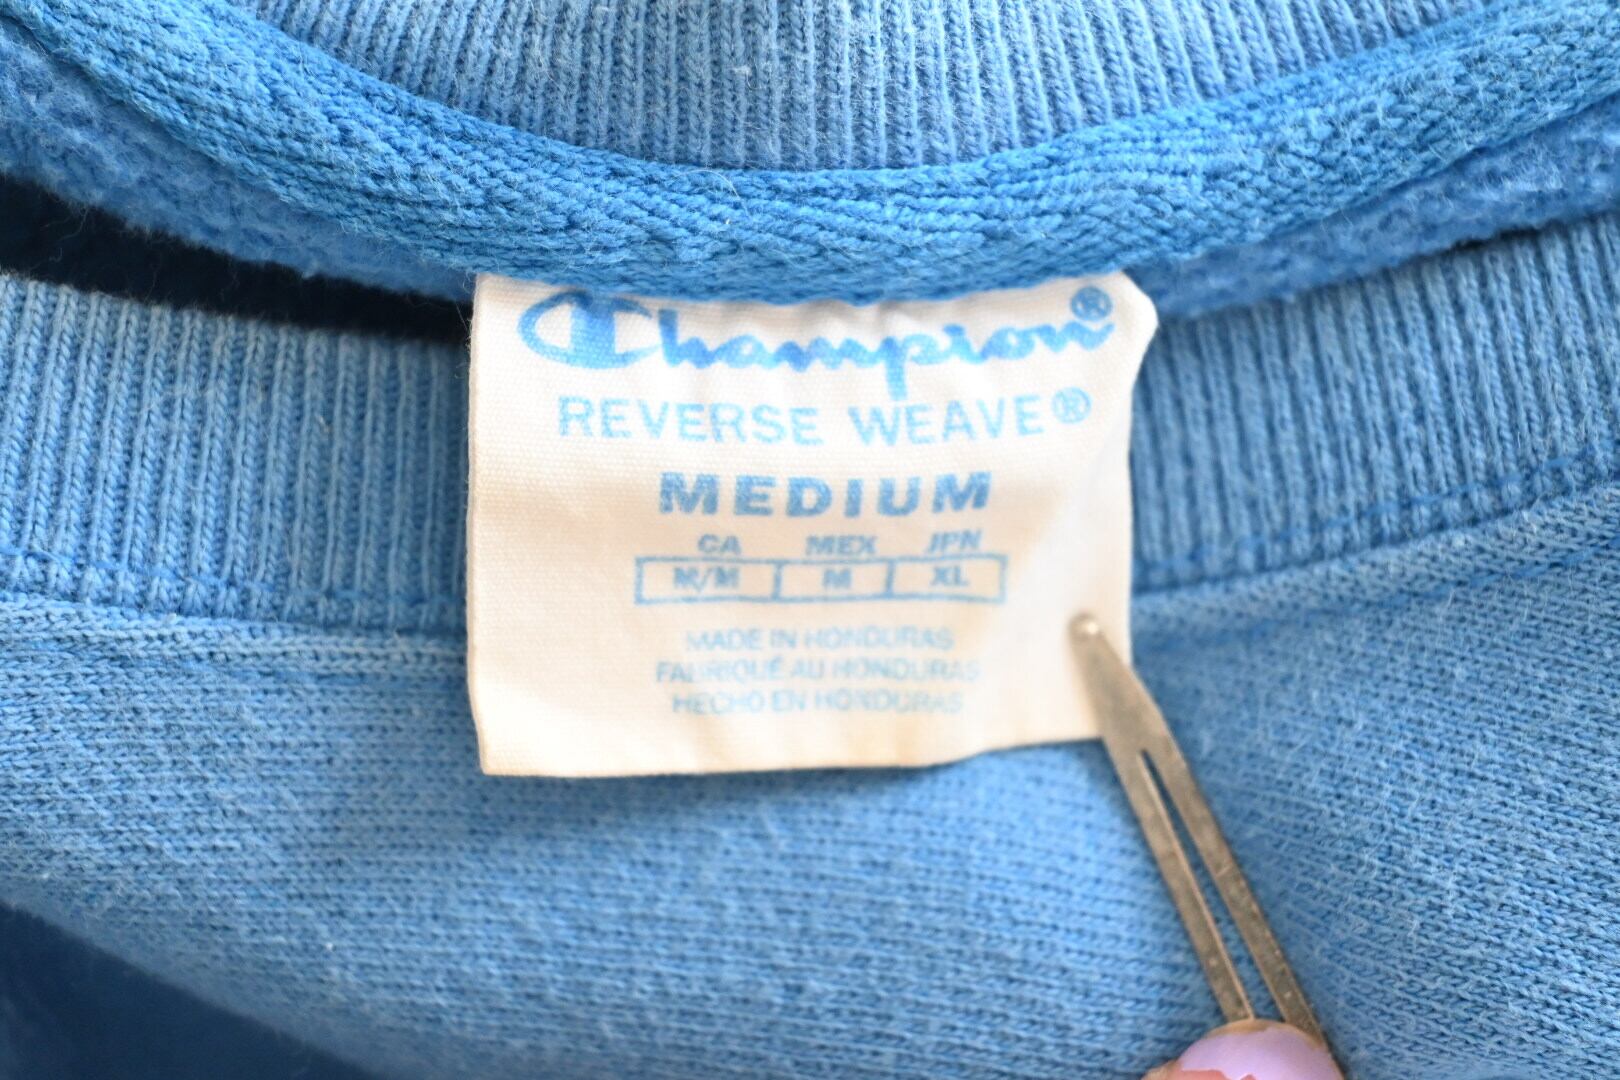 Champion®
REVERSE WEAVE®
MEDIUM
CA MEX JPN
M/M M XL
MADE IN HONDURAS
FABRIQUÉ AU HONDURAS
HECHO EN HONDURAS